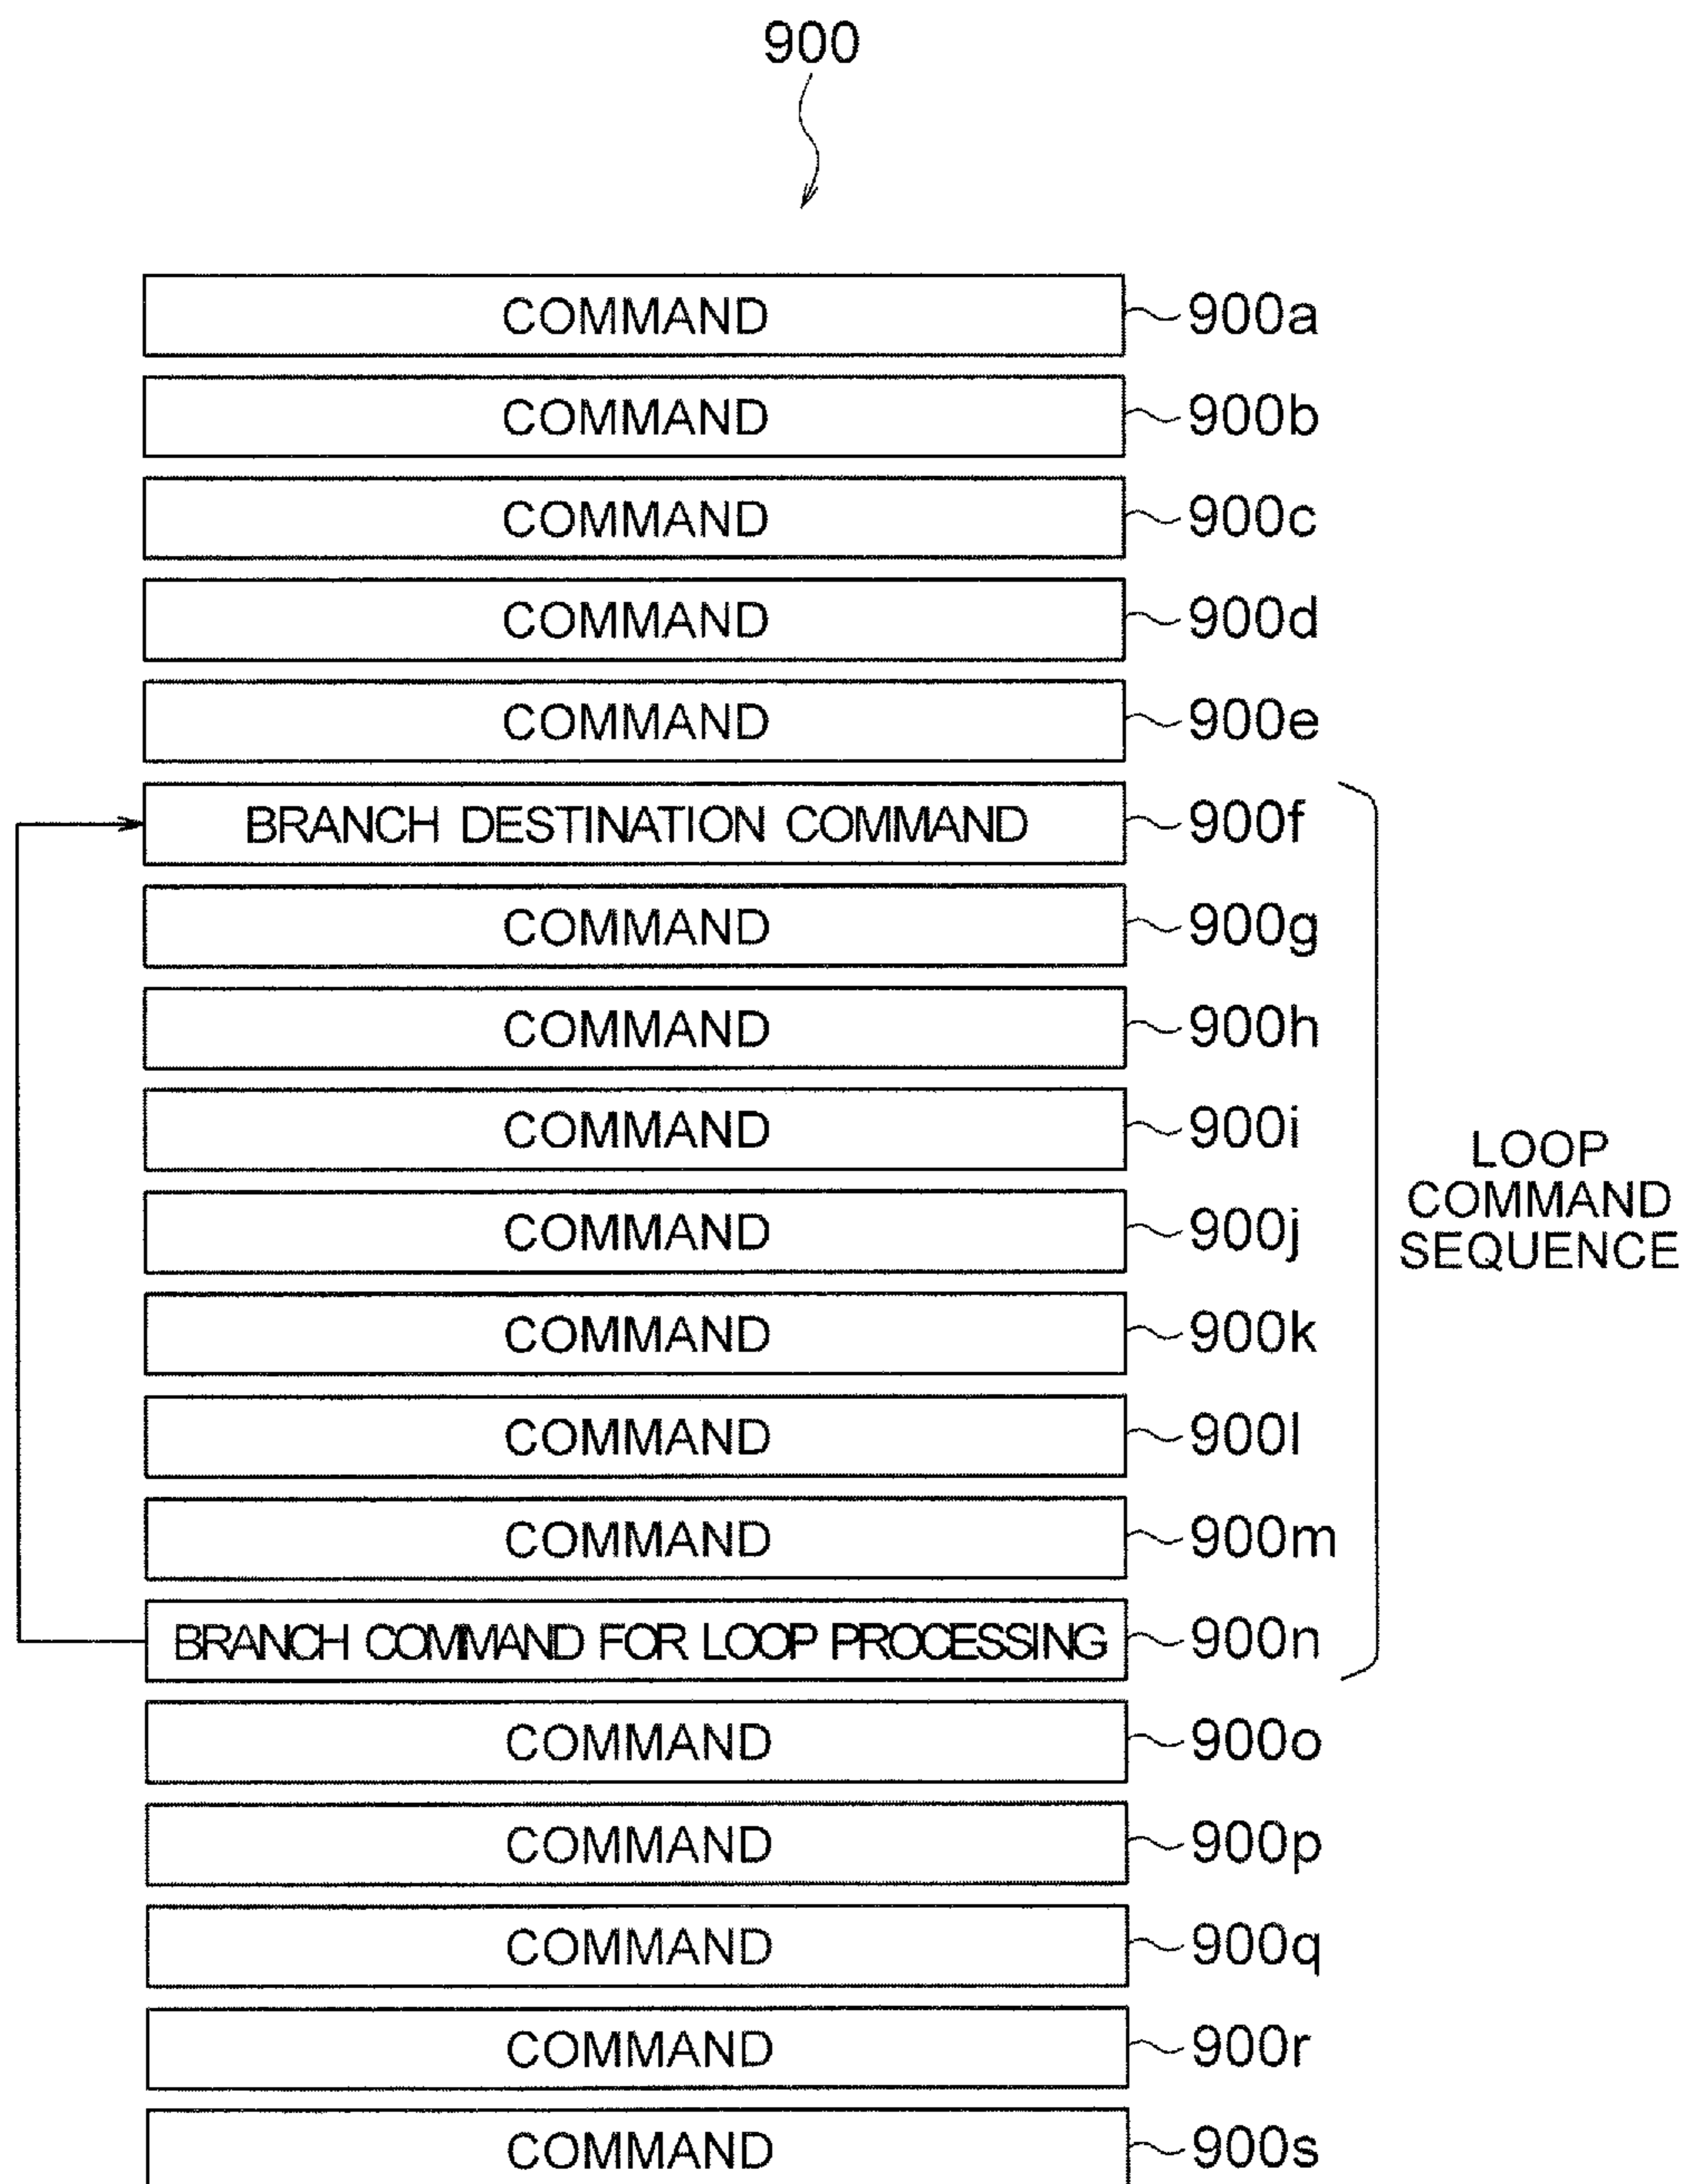 900
COMMAND 900a
COMMAND 900b
COMMAND 900c
COMMAND 900d
COMMAND 900e
BRANCH DESTINATION COMMAND 900f
COMMAND 900g
COMMAND 900h
COMMAND 900i
COMMAND 900j
COMMAND 900k
COMMAND 900l
COMMAND 900m
BRANCH COMMAND FOR LOOP PROCESSING 900n
COMMAND 900o
COMMAND 900p
COMMAND 900q
COMMAND 900r
COMMAND 900s
LOOP
COMMAND
SEQUENCE